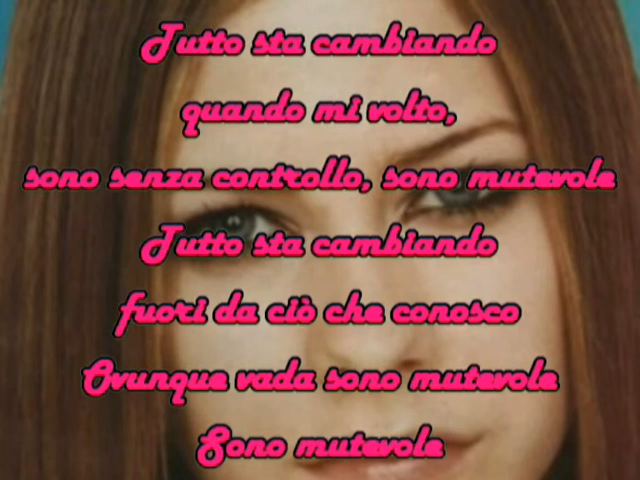 Tutto sta cambiando
quando mi volto,
sono senza controllo, sono mutevole
Tutto sta cambiando
fuori da ciò che conosco
Ovunque vada sono mutevole
Sono mutevole